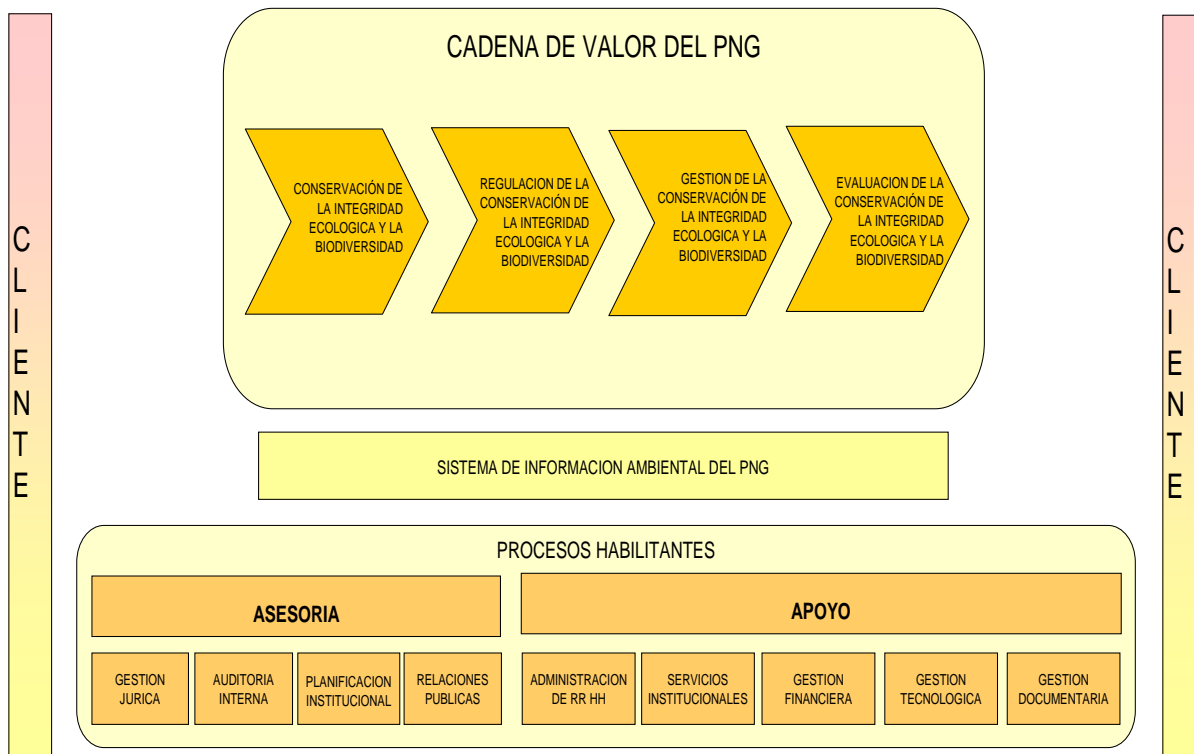 CADENA DE VALOR DEL PNG
CONSERVACIÓN DE
LA INTEGRIDAD
ECOLOGICA Y LA
BIODIVERSIDAD
REGULACION DE LA
CONSERVACIÓN DE
LA INTEGRIDAD
ECOLOGICA Y LA
BIODIVERSIDAD
GESTION DE LA
CONSERVACIÓN DE
LA INTEGRIDAD
ECOLOGICA Y LA
BIODIVERSIDAD
EVALUACION DE LA
CONSERVACIÓN DE
LA INTEGRIDAD
ECOLOGICA Y LA
BIODIVERSIDAD
CLIENTE
CLIENTE
SISTEMA DE INFORMACION AMBIENTAL DEL PNG
PROCESOS HABILITANTES
ASESORIA
APOYO
GESTION
JURICA
AUDITORIA
INTERNA
PLANIFICACION
INSTITUCIONAL
RELACIONES
PUBLICAS
ADMINISTRACION
DE RR HH
SERVICIOS
INSTITUCIONALES
GESTION
FINANCIERA
GESTION
TECNOLOGICA
GESTION
DOCUMENTARIA